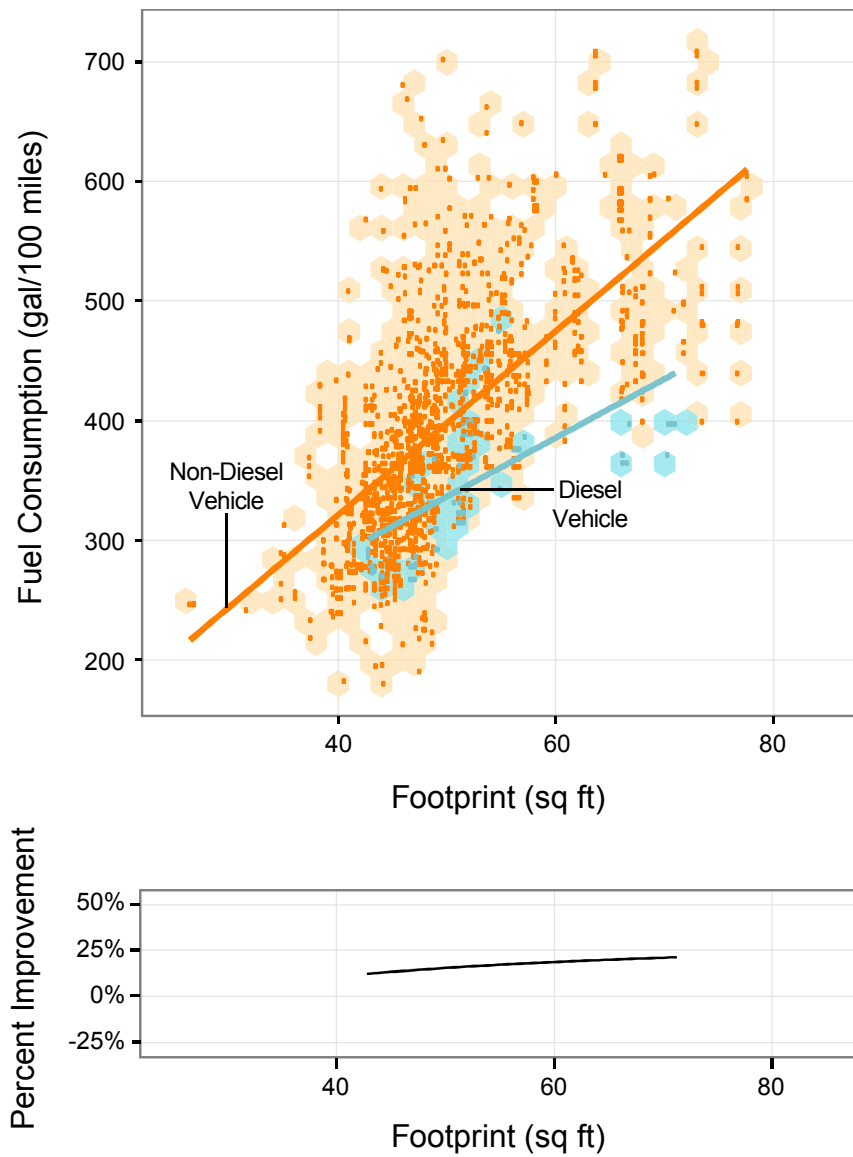 Fuel Consumption (gal/100 miles)
700
600
500
400
300
200
Non-Diesel
Vehicle
Diesel
Vehicle
40
60
80
Footprint (sq ft)
Percent Improvement
50%
25%
0%
-25%
40
60
80
Footprint (sq ft)